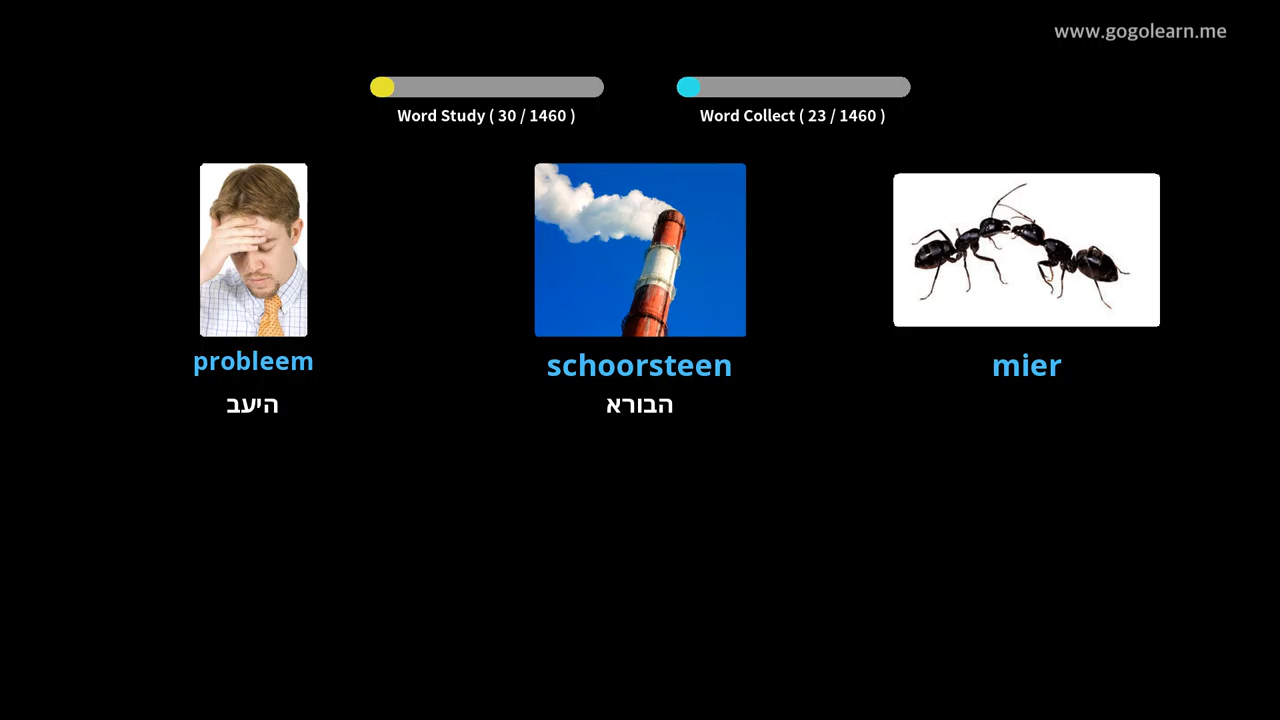 www.gogolearn.me
Word Study ( 30 / 1460 )
Word Collect ( 23 / 1460 )
probleem
schoorsteen
mier
היעב
הבורא